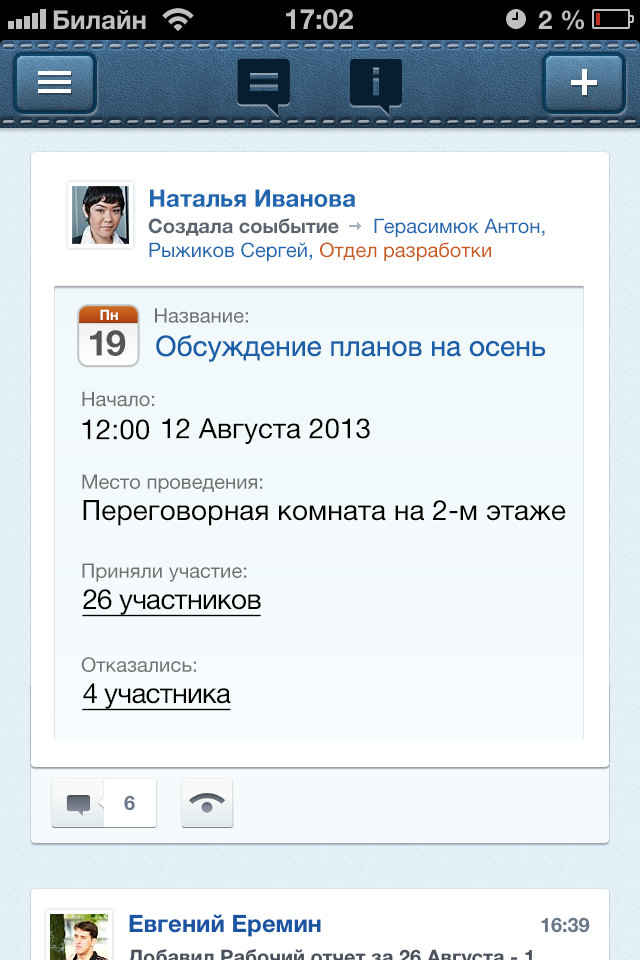 Билайн 17:02 2 %
Наталья Иванова
Создала соыбытие → Герасимюк Антон,
Рыжиков Сергей, Отдел разработки
Пн
19
Название:
Обсуждение планов на осень
Начало:
12:00 12 Августа 2013
Место проведения:
Переговорная комната на 2-м этаже
Приняли участие:
26 участников
Отказались:
4 участника
6
Евгений Еремин 16:39
Добавил Рабочий отчет за 26 Августа - 1